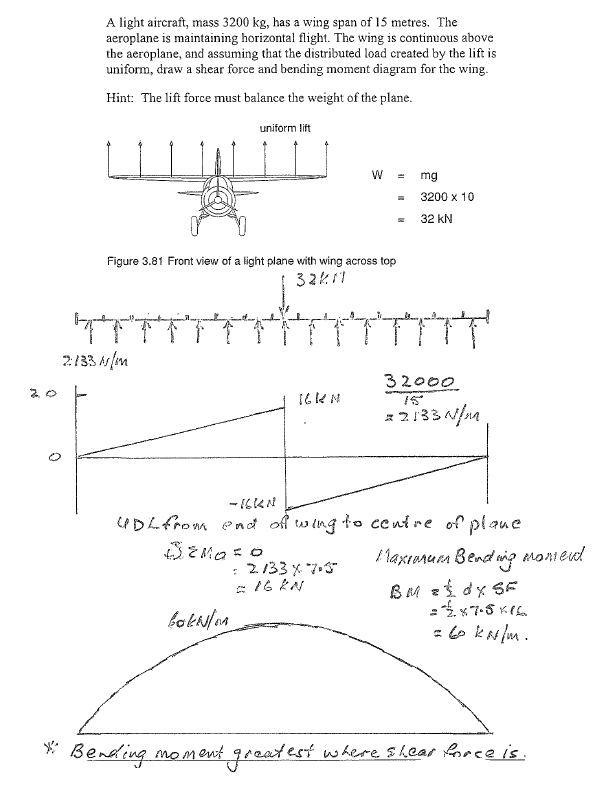 A light aircraft, mass 3200 kg, has a wing span of 15 metres. The
aeroplane is maintaining horizontal flight. The wing is continuous above
the aeroplane, and assuming that the distributed load created by the lift is
uniform, draw a shear force and bending moment diagram for the wing.
Hint: The lift force must balance the weight of the plane.
uniform lift
W = mg
= 3200 x 10
= 32 kN
Figure 3.81 Front view of a light plane with wing across top
32kN
2.133 N/m
20
0
16kN
32000
15
= 2133 N/m
-16kN
UDL from end of wing to centre of plane
ΣMo = 0
= 2133 x 7.5
= 16 kN
Maximum Bending moment
BM = ½ d x SF
= ½ x 7.5 x 16
= 60 kN/m.
60kN/m
* Bending moment greatest where shear force is.